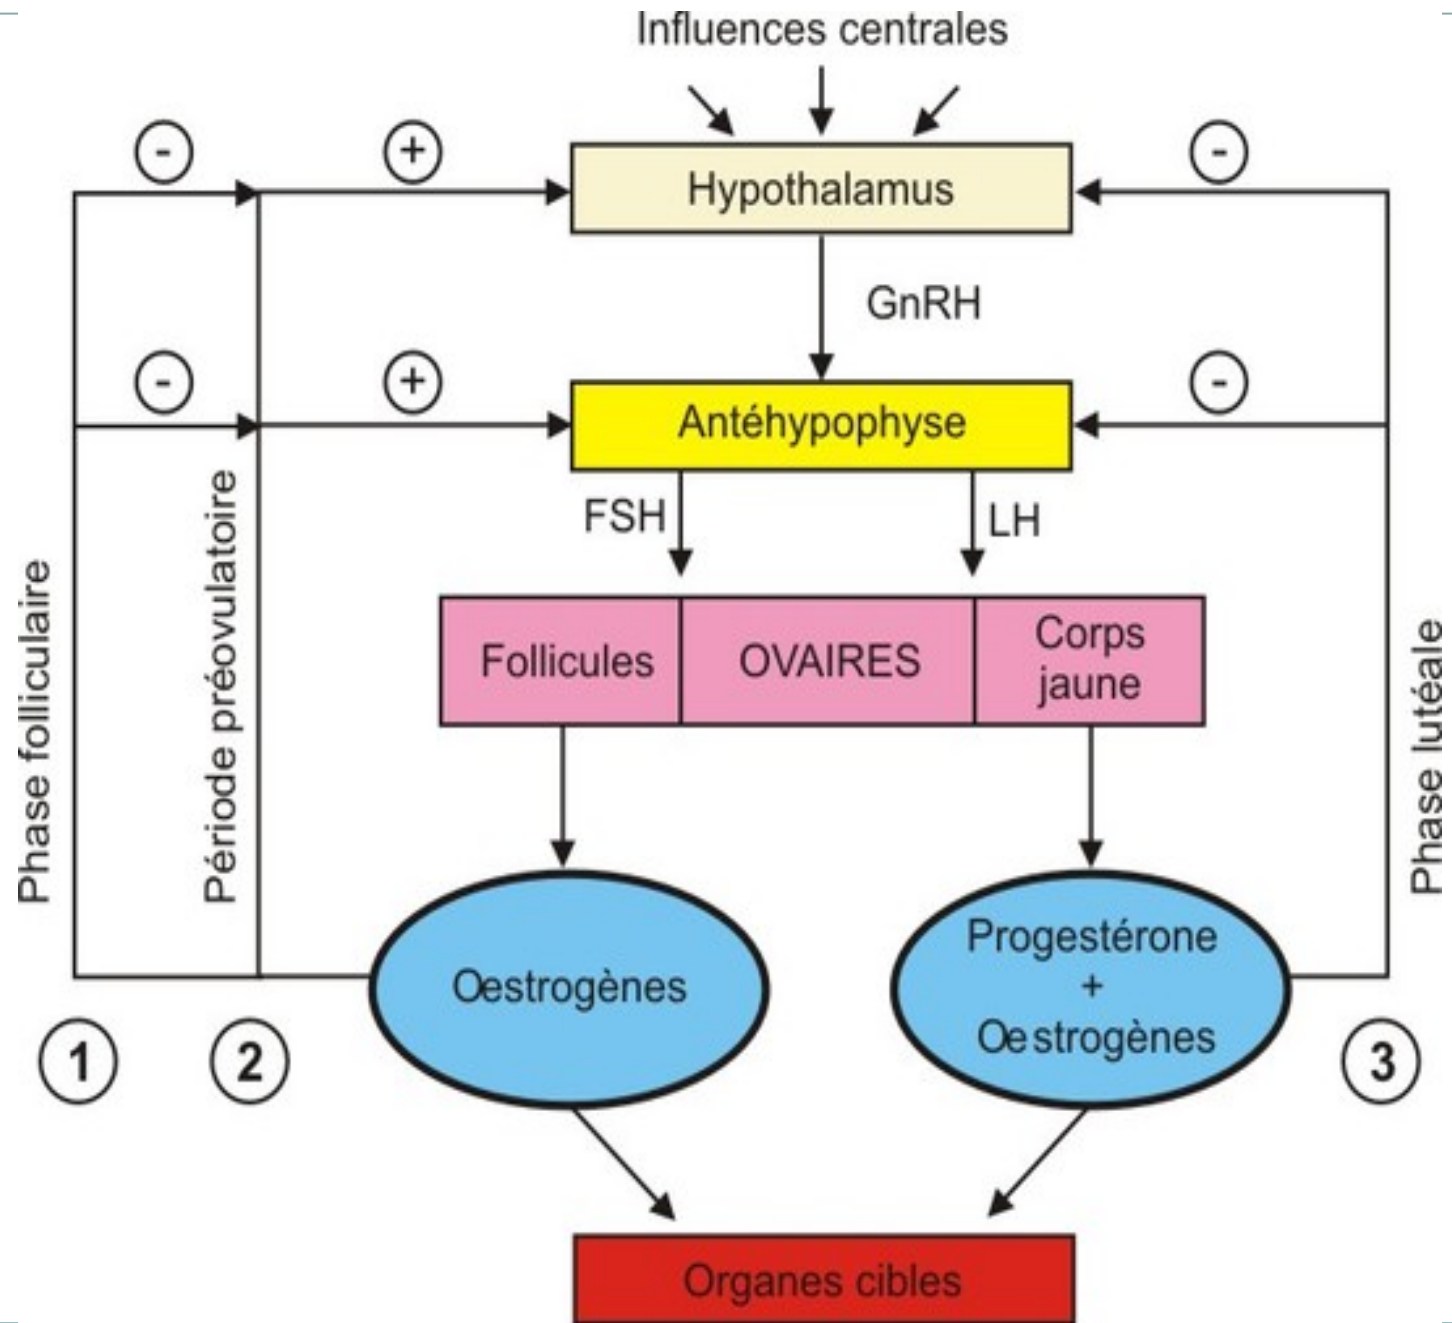 Influences centrales
-
+
-
Hypothalamus
GnRH
-
+
-
Antéhypophyse
FSH
LH
Phase folliculaire
Période préovulatoire
Follicules
OVAIRES
Corps
jaune
Phase lutéale
Oestrogènes
Progestérone
+
Oestrogènes
1
2
3
Organes cibles